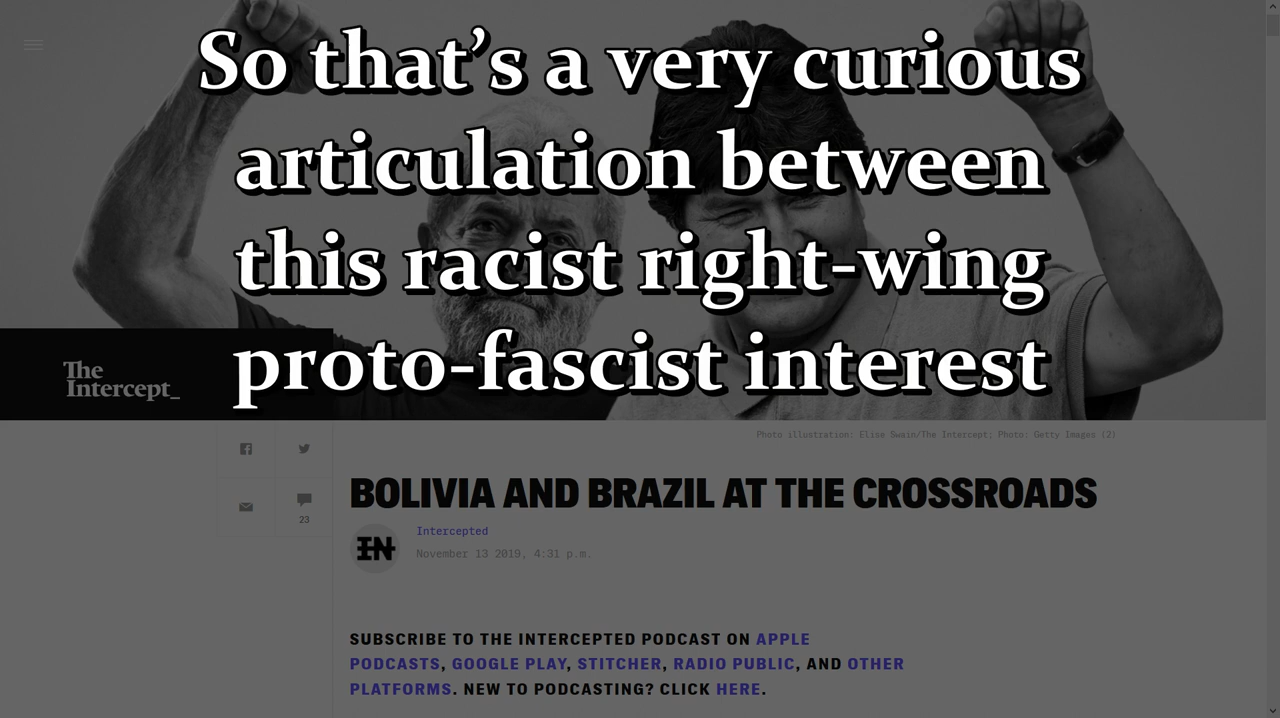 So that’s a very curious
articulation between
this racist right-wing
proto-fascist interest
The
Intercept_
Photo illustration: Elise Swain/The Intercept; Photo: Getty Images (2)
23
BOLIVIA AND BRAZIL AT THE CROSSROADS
IN
Intercepted
November 13 2019, 4:31 p.m.
SUBSCRIBE TO THE INTERCEPTED PODCAST ON APPLE
PODCASTS, GOOGLE PLAY, STITCHER, RADIO PUBLIC, AND OTHER
PLATFORMS. NEW TO PODCASTING? CLICK HERE.